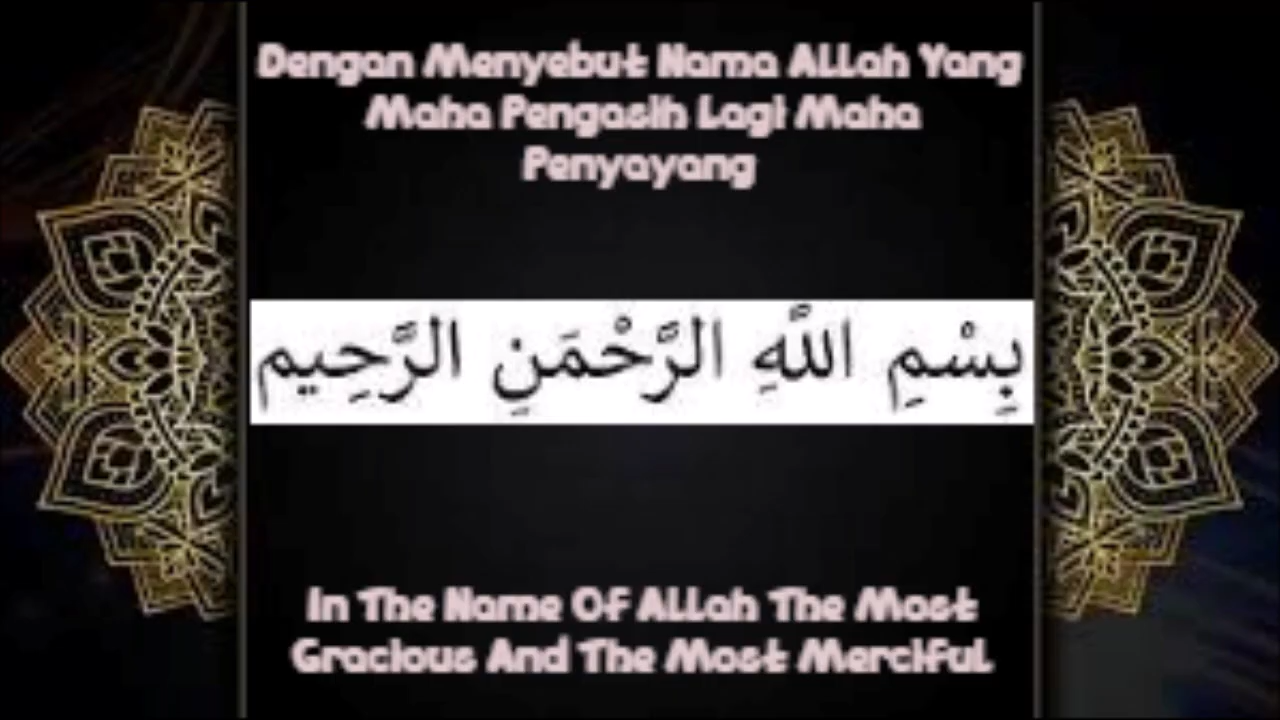 Dengan Menyebut Nama ALLah Yang
Maha Pengasih Lagi Maha
Penyayang
بِسْمِ اللَّهِ الرَّحْمَنِ الرَّحِيم
In The Name Of ALLah The Most
Gracious And The Most MerciFuL